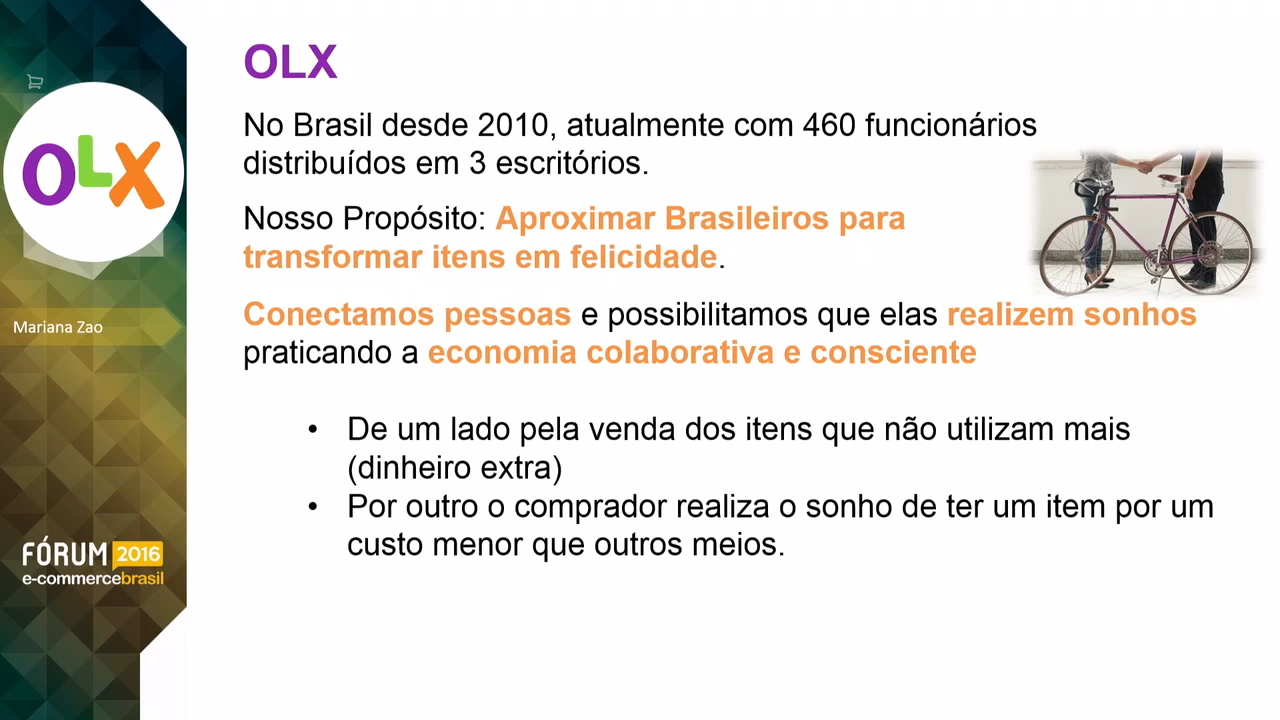 OLX
No Brasil desde 2010, atualmente com 460 funcionários
distribuídos em 3 escritórios.
Nosso Propósito: Aproximar Brasileiros para
transformar itens em felicidade.
Conectamos pessoas e possibilitamos que elas realizem sonhos
praticando a economia colaborativa e consciente
• De um lado pela venda dos itens que não utilizam mais
(dinheiro extra)
• Por outro o comprador realiza o sonho de ter um item por um
custo menor que outros meios.
OLX
Mariana Zao
FÓRUM 2016
e-commercebrasil